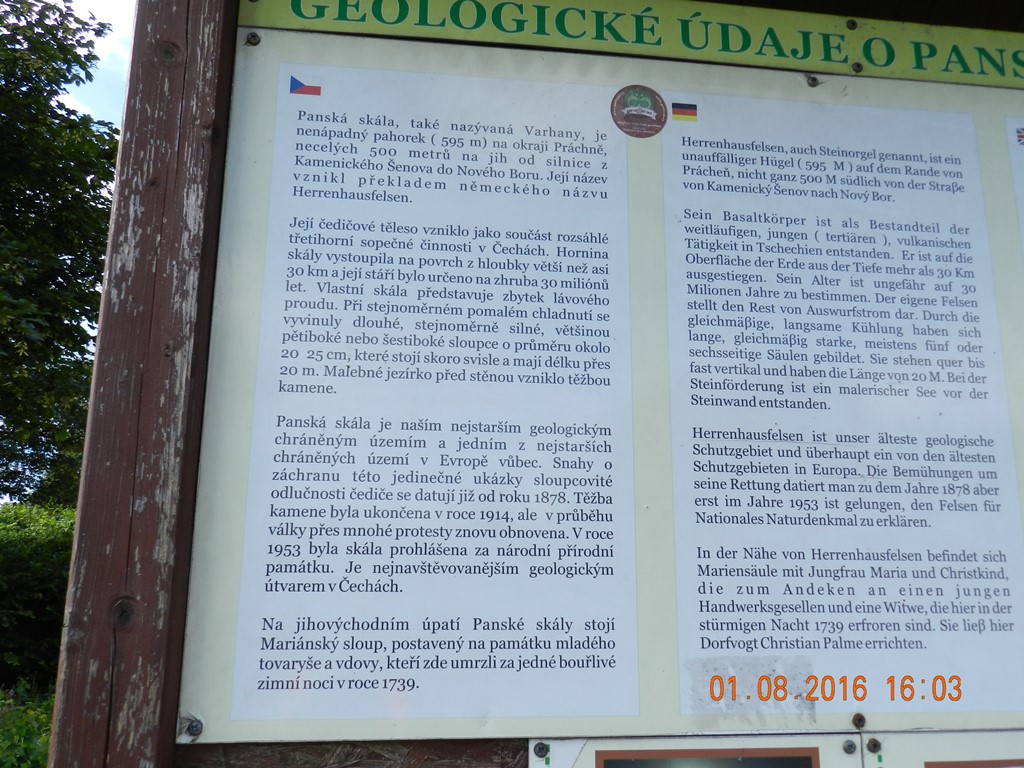 GEOLOGICKÉ ÚDAJE O PANS
Panská skála, také nazývaná Varhany, je
nenápadný pahorek ( 595 m) na okraji Práchně,
necelých 500 metrů na jih od silnice z
Kamenického Šenova do Nového Boru. Její název
vznikl překladem německého názvu
Herrenhausfelsen.
Její čedičové těleso vzniklo jako součást rozsáhlé
třetihorní sopečné činnosti v Čechách. Hornina
skály vystoupila na povrch z hloubky větší než asi
30 km a její stáří bylo určeno na zhruba 30 miliónů
let. Vlastní skála představuje zbytek lávového
proudu. Při stejnoměrném pomalém chladnutí se
vyvinuly dlouhé, stejnoměrně silné, většinou
pětiboké nebo šestiboké sloupce o průměru okolo
20 25 cm, které stojí skoro svisle a mají délku přes
20 m. Malebné jezírko před stěnou vzniklo těžbou
kamene.
Panská skála je naším nejstarším geologickým
chráněným územím a jedním z nejstarších
chráněných území v Evropě vůbec. Snahy o
záchranu této jedinečné ukázky sloupcovité
odlučnosti čediče se datují již od roku 1878. Těžba
kamene byla ukončena v roce 1914, ale v průběhu
války přes mnohé protesty znovu obnovena. V roce
1953 byla skála prohlášena za národní přírodní
památku. Je nejnavštěvovanějším geologickým
útvarem v Čechách.
Na jihovýchodním úpatí Panské skály stojí
Mariánský sloup, postavený na památku mladého
tovaryše a vdovy, kteří zde umrzli za jedné bouřlivé
zimní noci v roce 1739.
Herrenhausfelsen, auch Steinorgel genannt, ist ein
unauffälliger Hügel ( 595 M ) auf dem Rande von
Prácheň, nicht ganz 500 M südlich von der Straβe
von Kamenický Šenov nach Nový Bor.
Sein Basaltkörper ist als Bestandteil der
weitläufigen, jungen ( tertiären ), vulkanischen
Tätigkeit in Tschechien entstanden. Er ist auf die
Oberfläche der Erde aus der Tiefe mehr als 30 Km
ausgestiegen. Sein Alter ist ungefähr auf 30
Milionen Jahre zu bestimmen. Der eigene Felsen
stellt den Rest von Auswurfstrom dar. Durch die
gleichmäβige, langsame Kühlung haben sich
lange, gleichmäβig starke, meistens fünf oder
sechsseitige Säulen gebildet. Sie stehen quer bis
fast vertikal und haben die Länge von 20 M. Bei der
Steinförderung ist ein malerischer See vor der
Steinwand entstanden.
Herrenhausfelsen ist unser älteste geologische
Schutzgebiet und überhaupt ein von den ältesten
Schutzgebieten in Europa. Die Bemühungen um
seine Rettung datiert man zu dem Jahre 1878 aber
erst im Jahre 1953 ist gelungen, den Felsen für
Nationales Naturdenkmal zu erklären.
In der Nähe von Herrenhausfelsen befindet sich
Mariensäule mit Jungfrau Maria und Christkind,
die zum Andeken an einen jungen
Handwerksgesellen und eine Witwe, die hier in der
stürmigen Nacht 1739 erfroren sind. Sie lieβ hier
Dorfvogt Christian Palme errichten.
01.08.2016 16:03